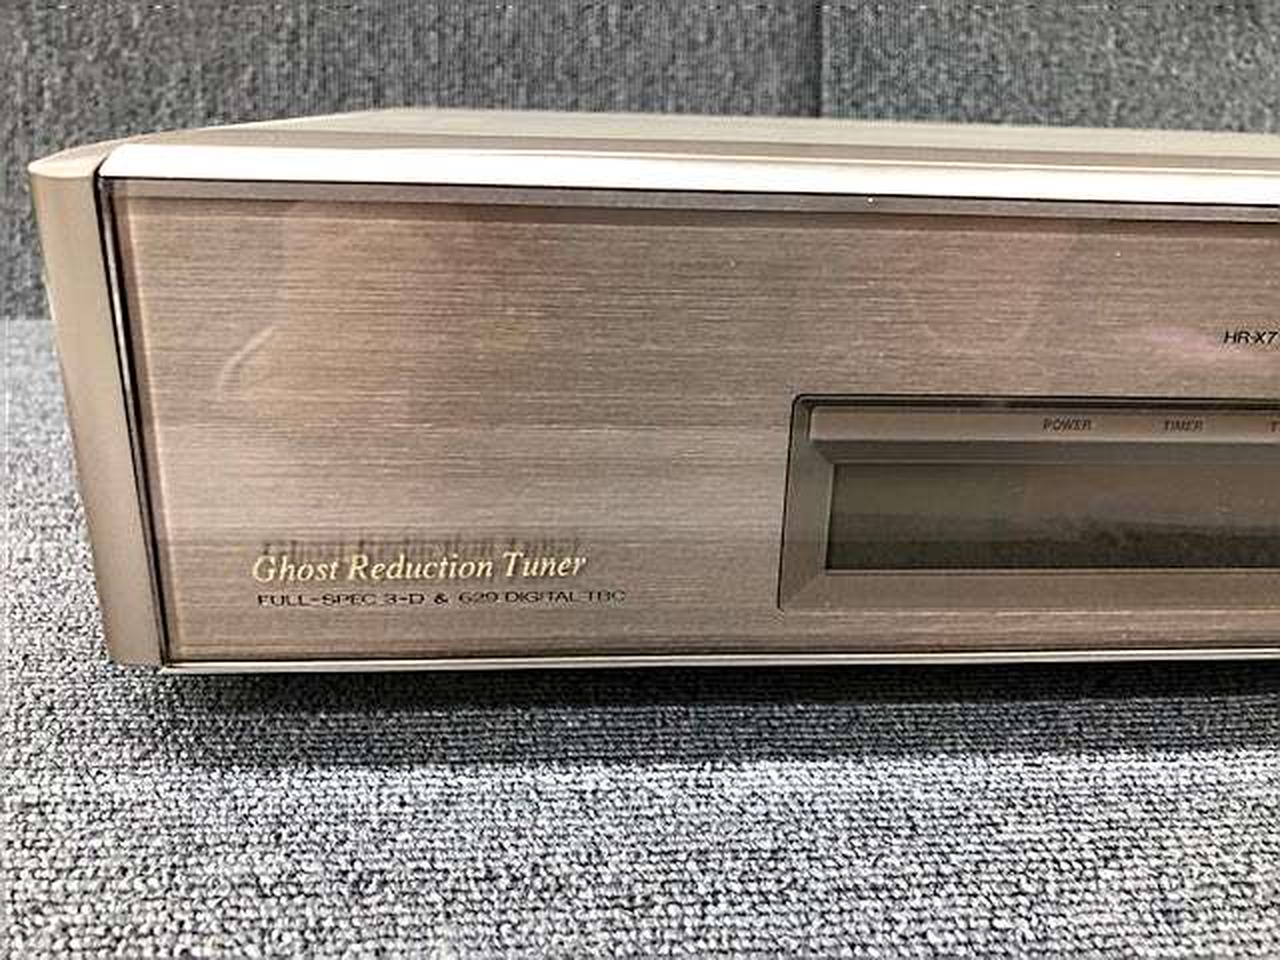 HR-X7
POWER TIMER T
Ghost Reduction Tuner
FULL-SPEC 3-D & 629 DIGITAL TBC